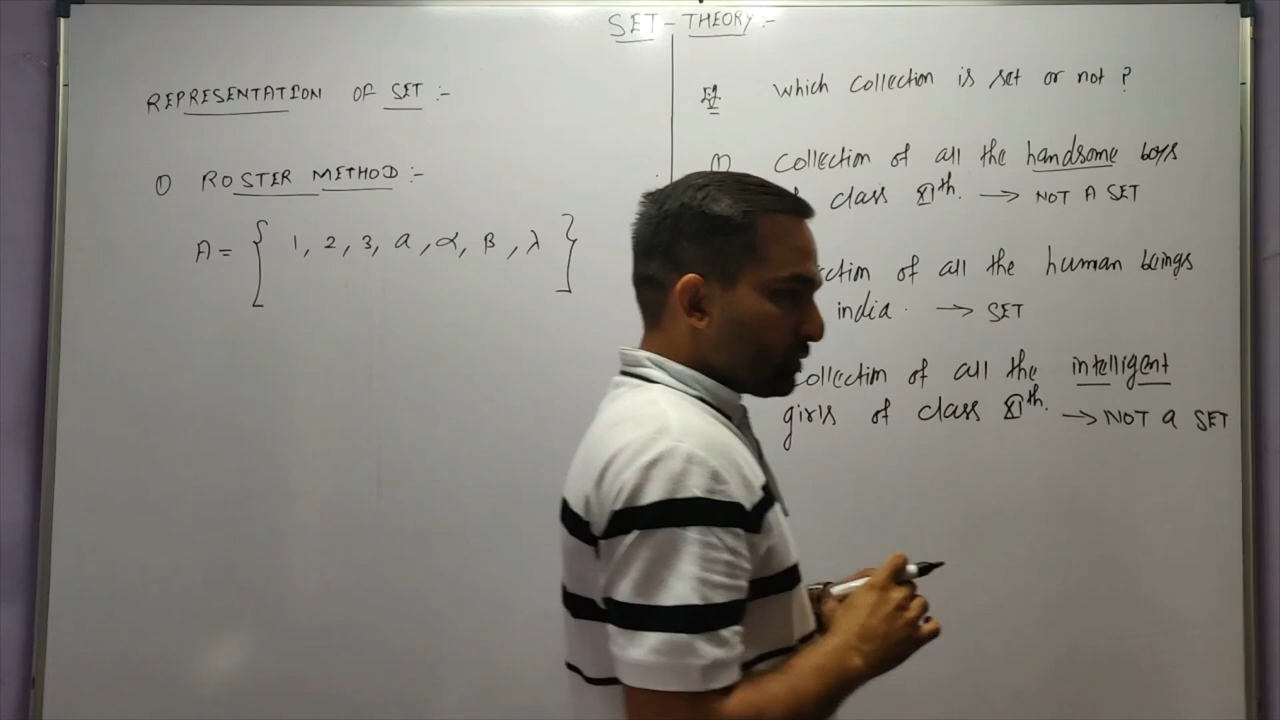 SET - THEORY :-
REPRESENTATION OF SET :-
① ROSTER METHOD :-
A = { 1, 2, 3, a, α, β, λ }
Eg Which collection is set or not ?
① Collection of all the handsome boys
class XIth. → NOT A SET
of all the human beings
india. → SET
Collection of all the intelligent
girls of class XIth. → NOT a SET